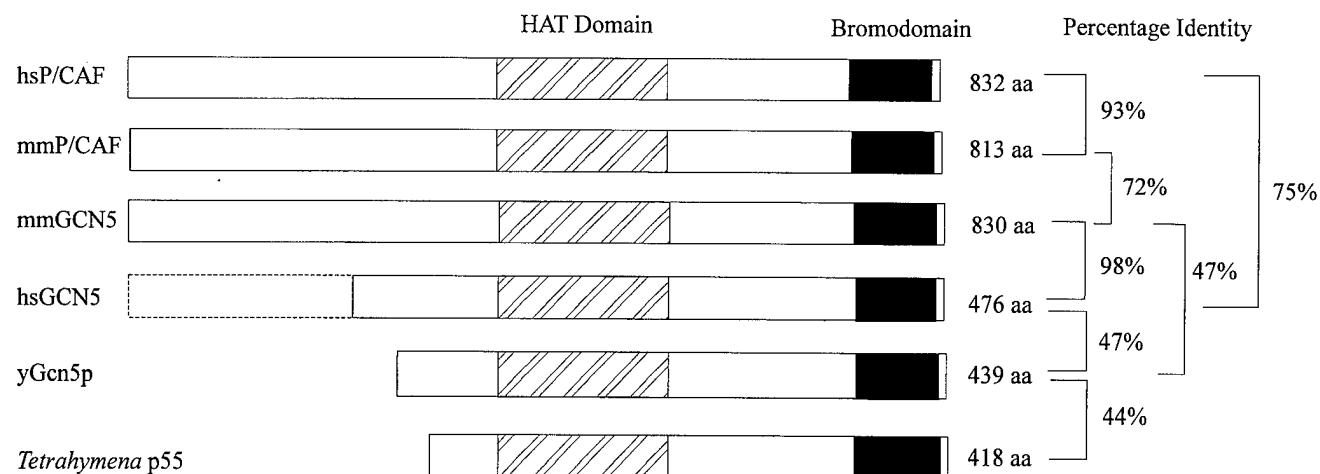 HAT Domain Bromodomain Percentage Identity
hsP/CAF 832 aa
93%
mmP/CAF 813 aa
72% 75%
mmGCN5 830 aa
98% 47%
hsGCN5 476 aa
47%
yGcn5p 439 aa
44%
Tetrahymena p55 418 aa